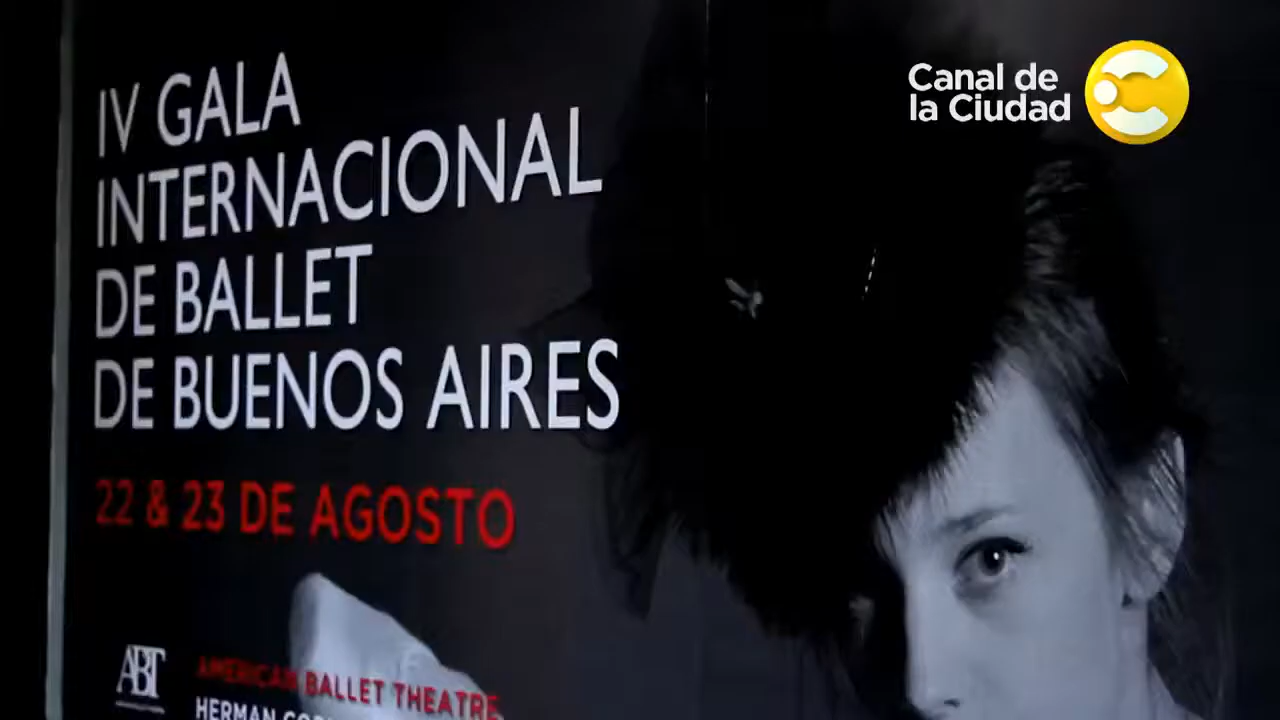 IV GALA
INTERNACIONAL
DE BALLET
DE BUENOS AIRES
22 & 23 DE AGOSTO
ABT
AMERICAN BALLET THEATRE
HERMAN
Canal de
la Ciudad